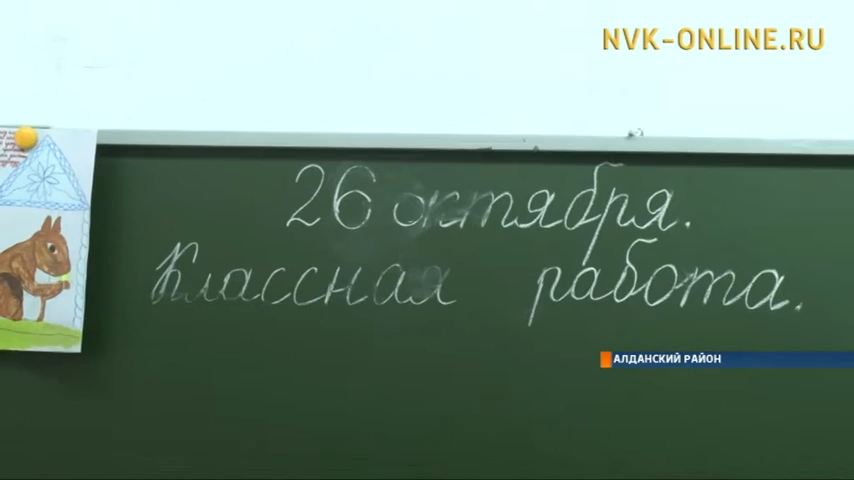 NVK-ONLINE.RU
26 октября.
Классная работа.
АЛДАНСКИЙ РАЙОН